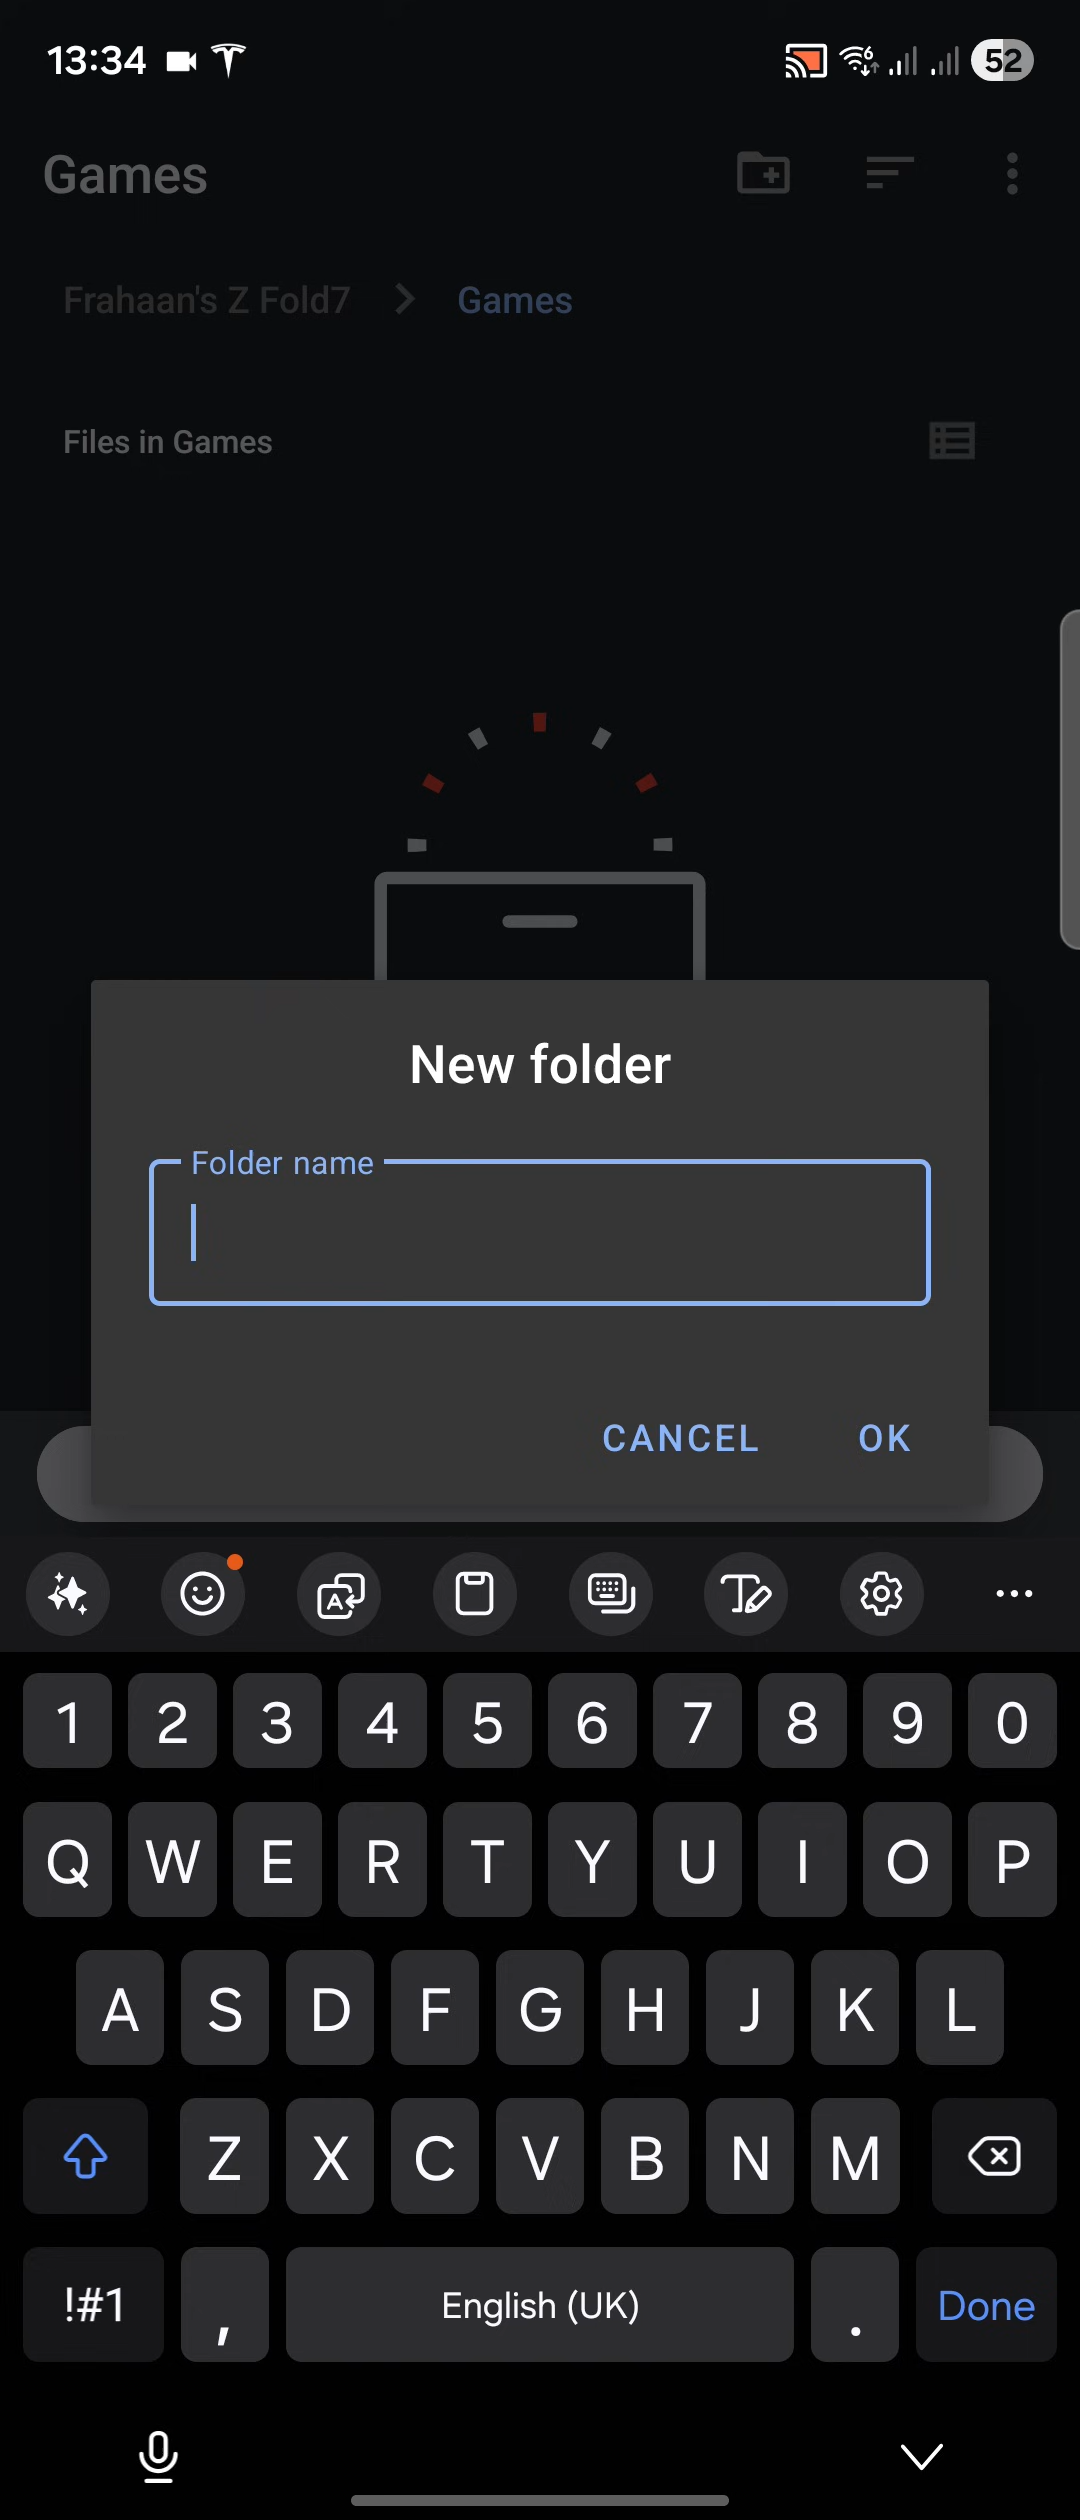 13:34
6
52
Games
Frahaan's Z Fold7 > Games
Files in Games
New folder
Folder name
CANCEL OK
1 2 3 4 5 6 7 8 9 0
Q W E R T Y U I O P
A S D F G H J K L
Z X C V B N M
!#1 , English (UK) . Done